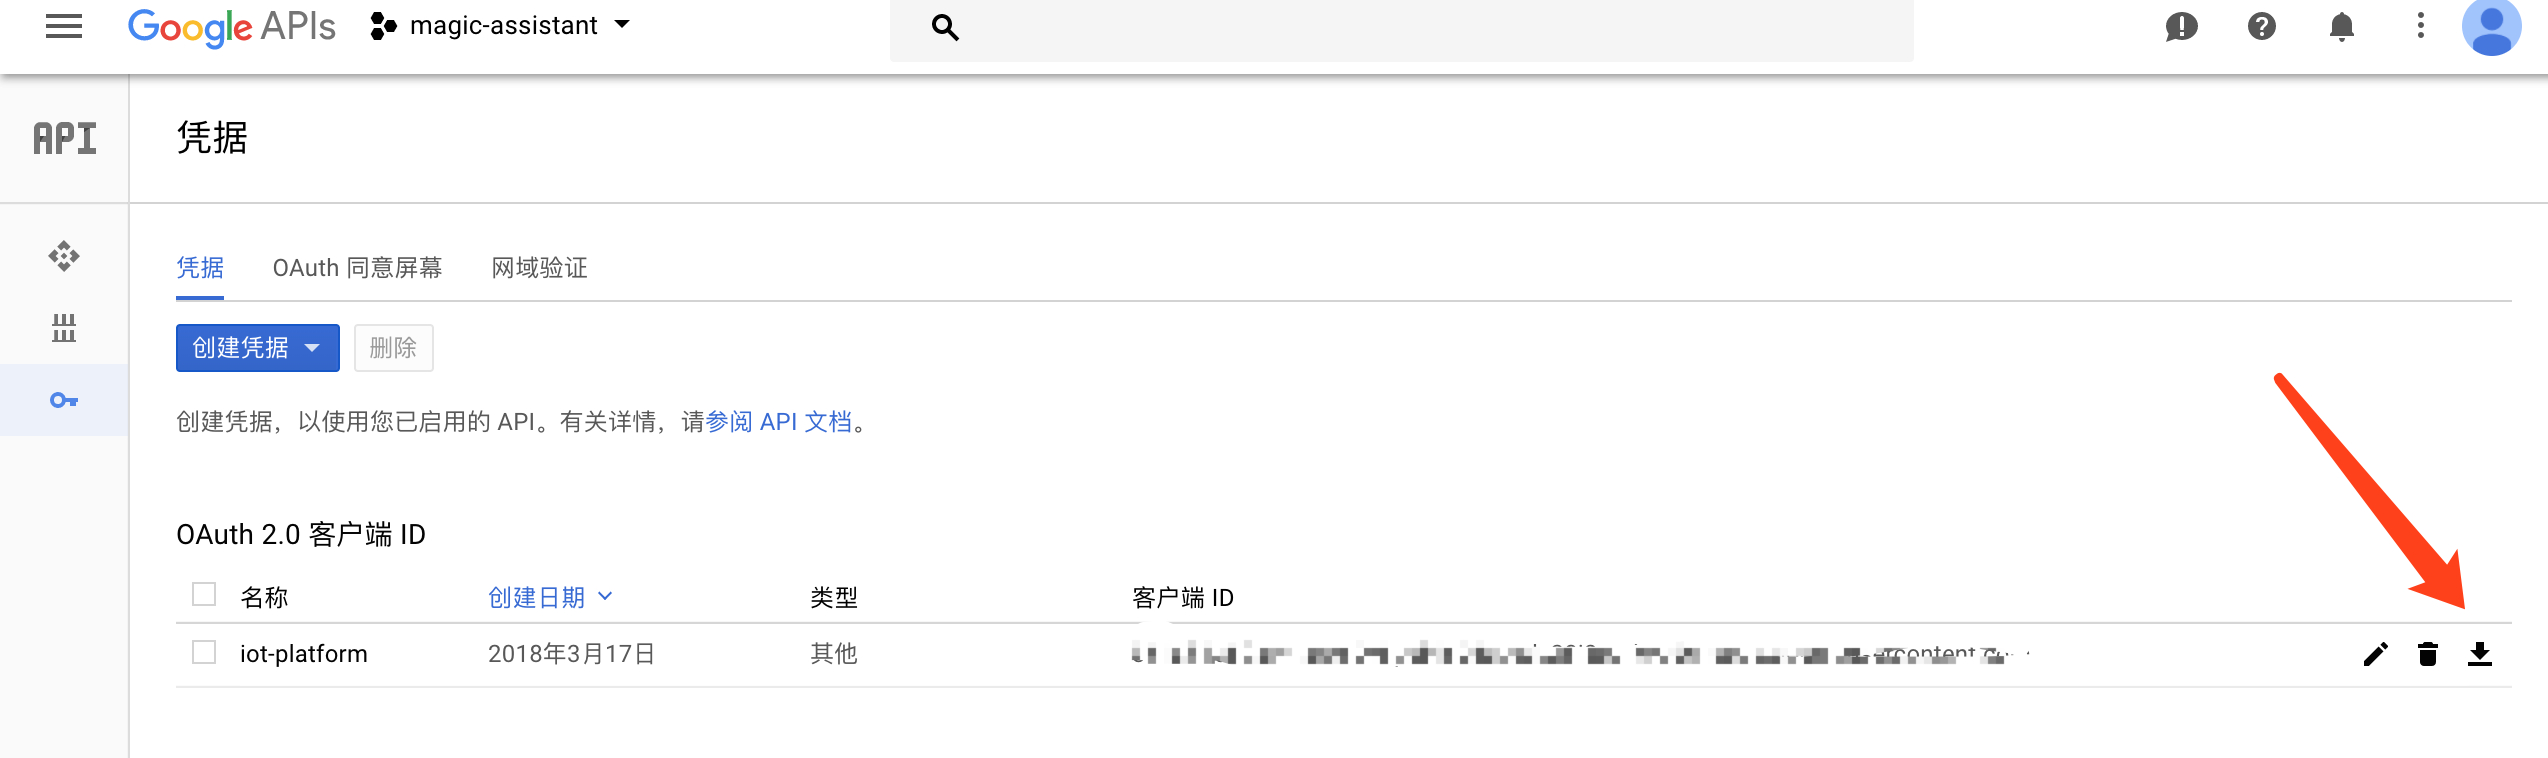 Google APIs magic-assistant
API
凭据
凭据 OAuth 同意屏幕 网域验证
创建凭据 删除
创建凭据，以使用您已启用的 API。有关详情，请参阅 API 文档。
OAuth 2.0 客户端 ID
名称 创建日期 类型 客户端 ID
iot-platform 2018年3月17日 其他